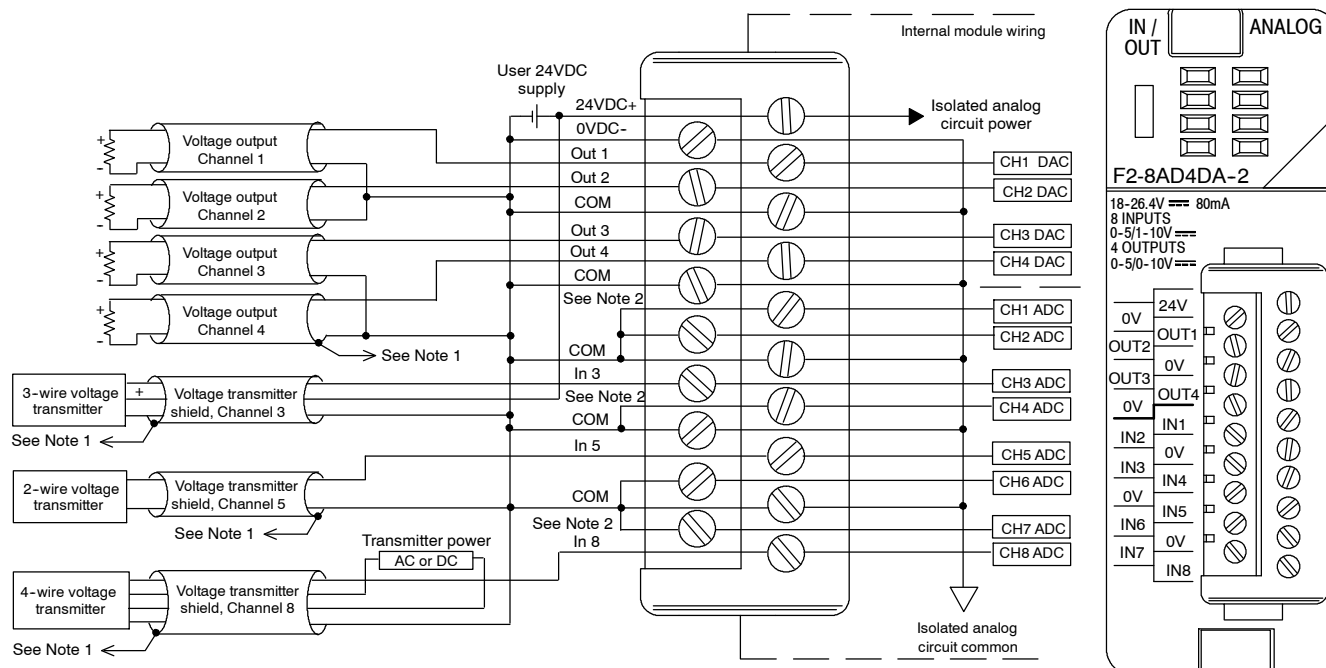 Internal module wiring
User 24VDC
supply
24VDC+
0VDC-
Isolated analog
circuit power
+
-
Voltage output
Channel 1
Out 1
CH1 DAC
+
-
Voltage output
Channel 2
Out 2
CH2 DAC
COM
+
-
Voltage output
Channel 3
Out 3
CH3 DAC
Out 4
CH4 DAC
COM
+
-
Voltage output
Channel 4
See Note 1
See Note 2
CH1 ADC
CH2 ADC
COM
3-wire voltage
transmitter
+
Voltage transmitter
shield, Channel 3
In 3
CH3 ADC
See Note 2
CH4 ADC
COM
See Note 1
In 5
CH5 ADC
2-wire voltage
transmitter
Voltage transmitter
shield, Channel 5
CH6 ADC
COM
See Note 1
See Note 2
CH7 ADC
In 8
CH8 ADC
Transmitter power
AC or DC
4-wire voltage
transmitter
Voltage transmitter
shield, Channel 8
See Note 1
Isolated analog
circuit common
IN /
OUT
ANALOG
F2-8AD4DA-2
18-26.4V 80mA
8 INPUTS
0-5/1-10V
4 OUTPUTS
0-5/0-10V
24V
0V
OUT1
OUT2
0V
OUT3
OUT4
0V
IN1
IN2
0V
IN3
IN4
0V
IN5
IN6
0V
IN7
IN8